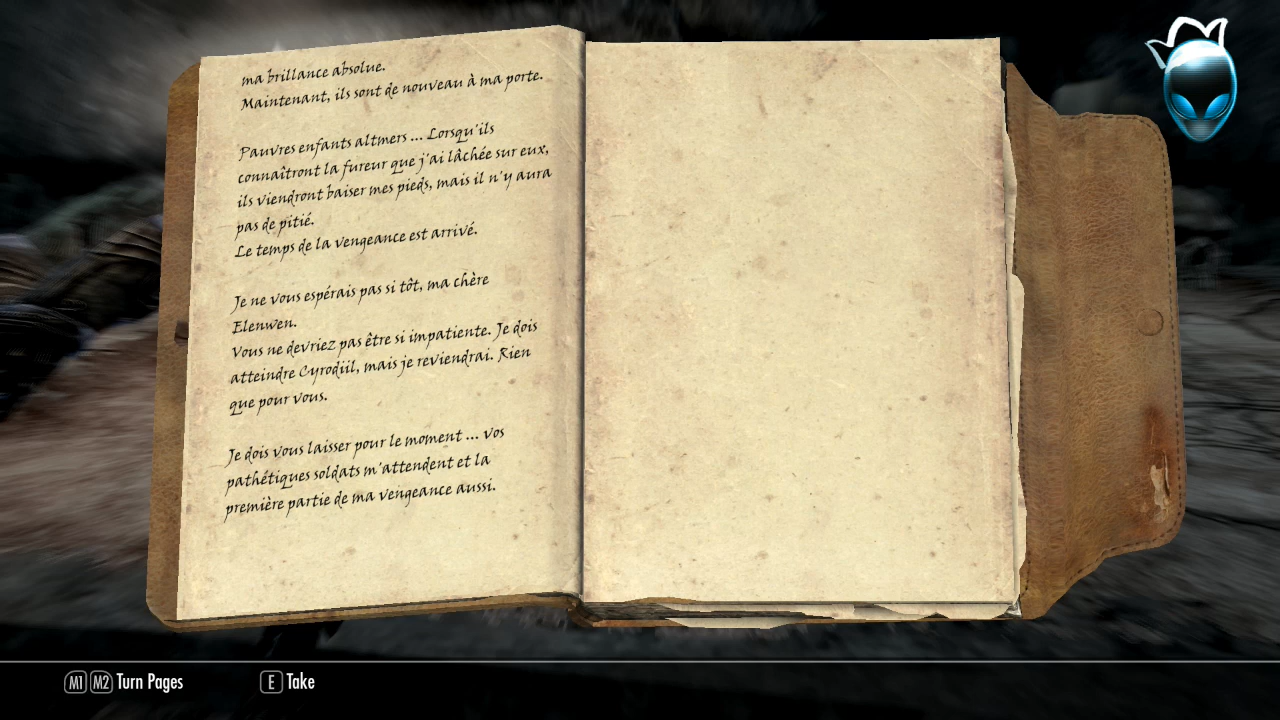 ma brillance absolue.
Maintenant, ils sont de nouveau à ma porte.
Pauvres enfants altmers ... Lorsqu'ils
connaîtront la fureur que j'ai lâchée sur eux,
ils viendront baiser mes pieds, mais il n'y aura
pas de pitié.
Le temps de la vengeance est arrivé.
Je ne vous espérais pas si tôt, ma chère
Elenwen.
Vous ne devriez pas être si impatiente. Je dois
atteindre Cyrodiil, mais je reviendrai. Rien
que pour vous.
Je dois vous laisser pour le moment ... vos
pathétiques soldats m'attendent et la
première partie de ma vengeance aussi.
M1 M2 Turn Pages
E Take